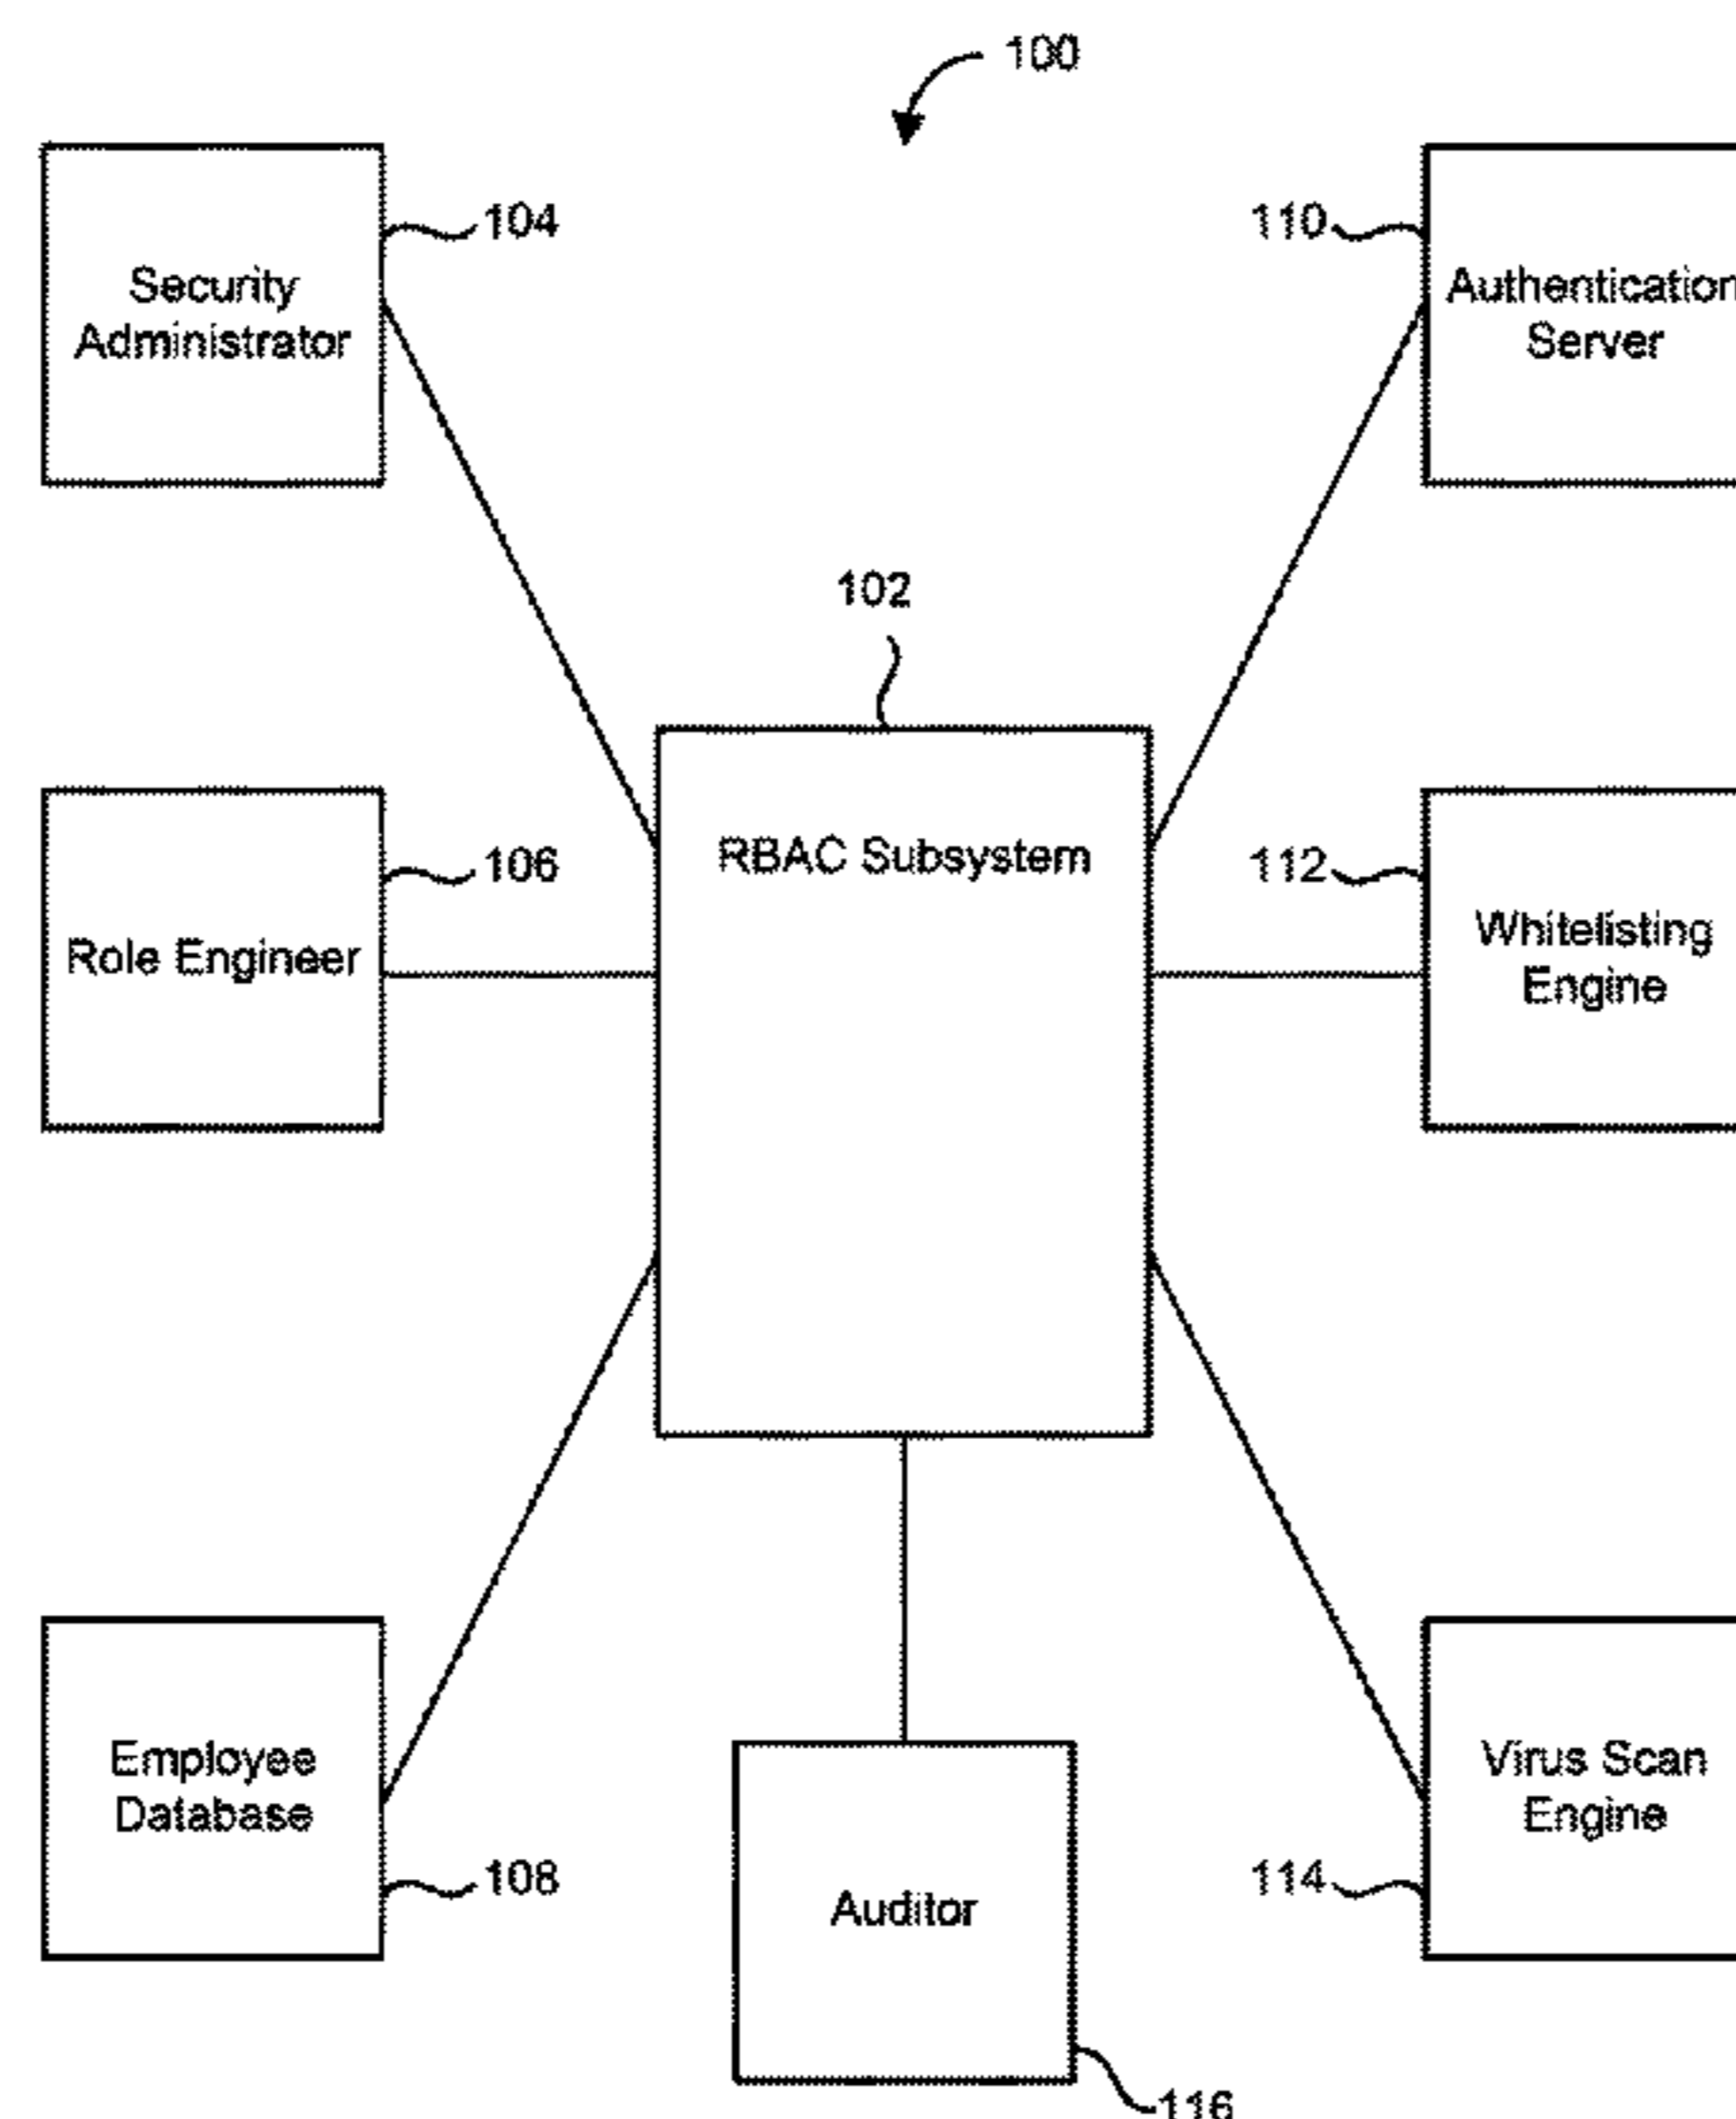 100
104
Security
Administrator
110
Authentication
Server
102
RBAC Subsystem
106
Role Engineer
112
Whitelisting
Engine
Employee
Database
108
Virus Scan
Engine
114
Auditor
116